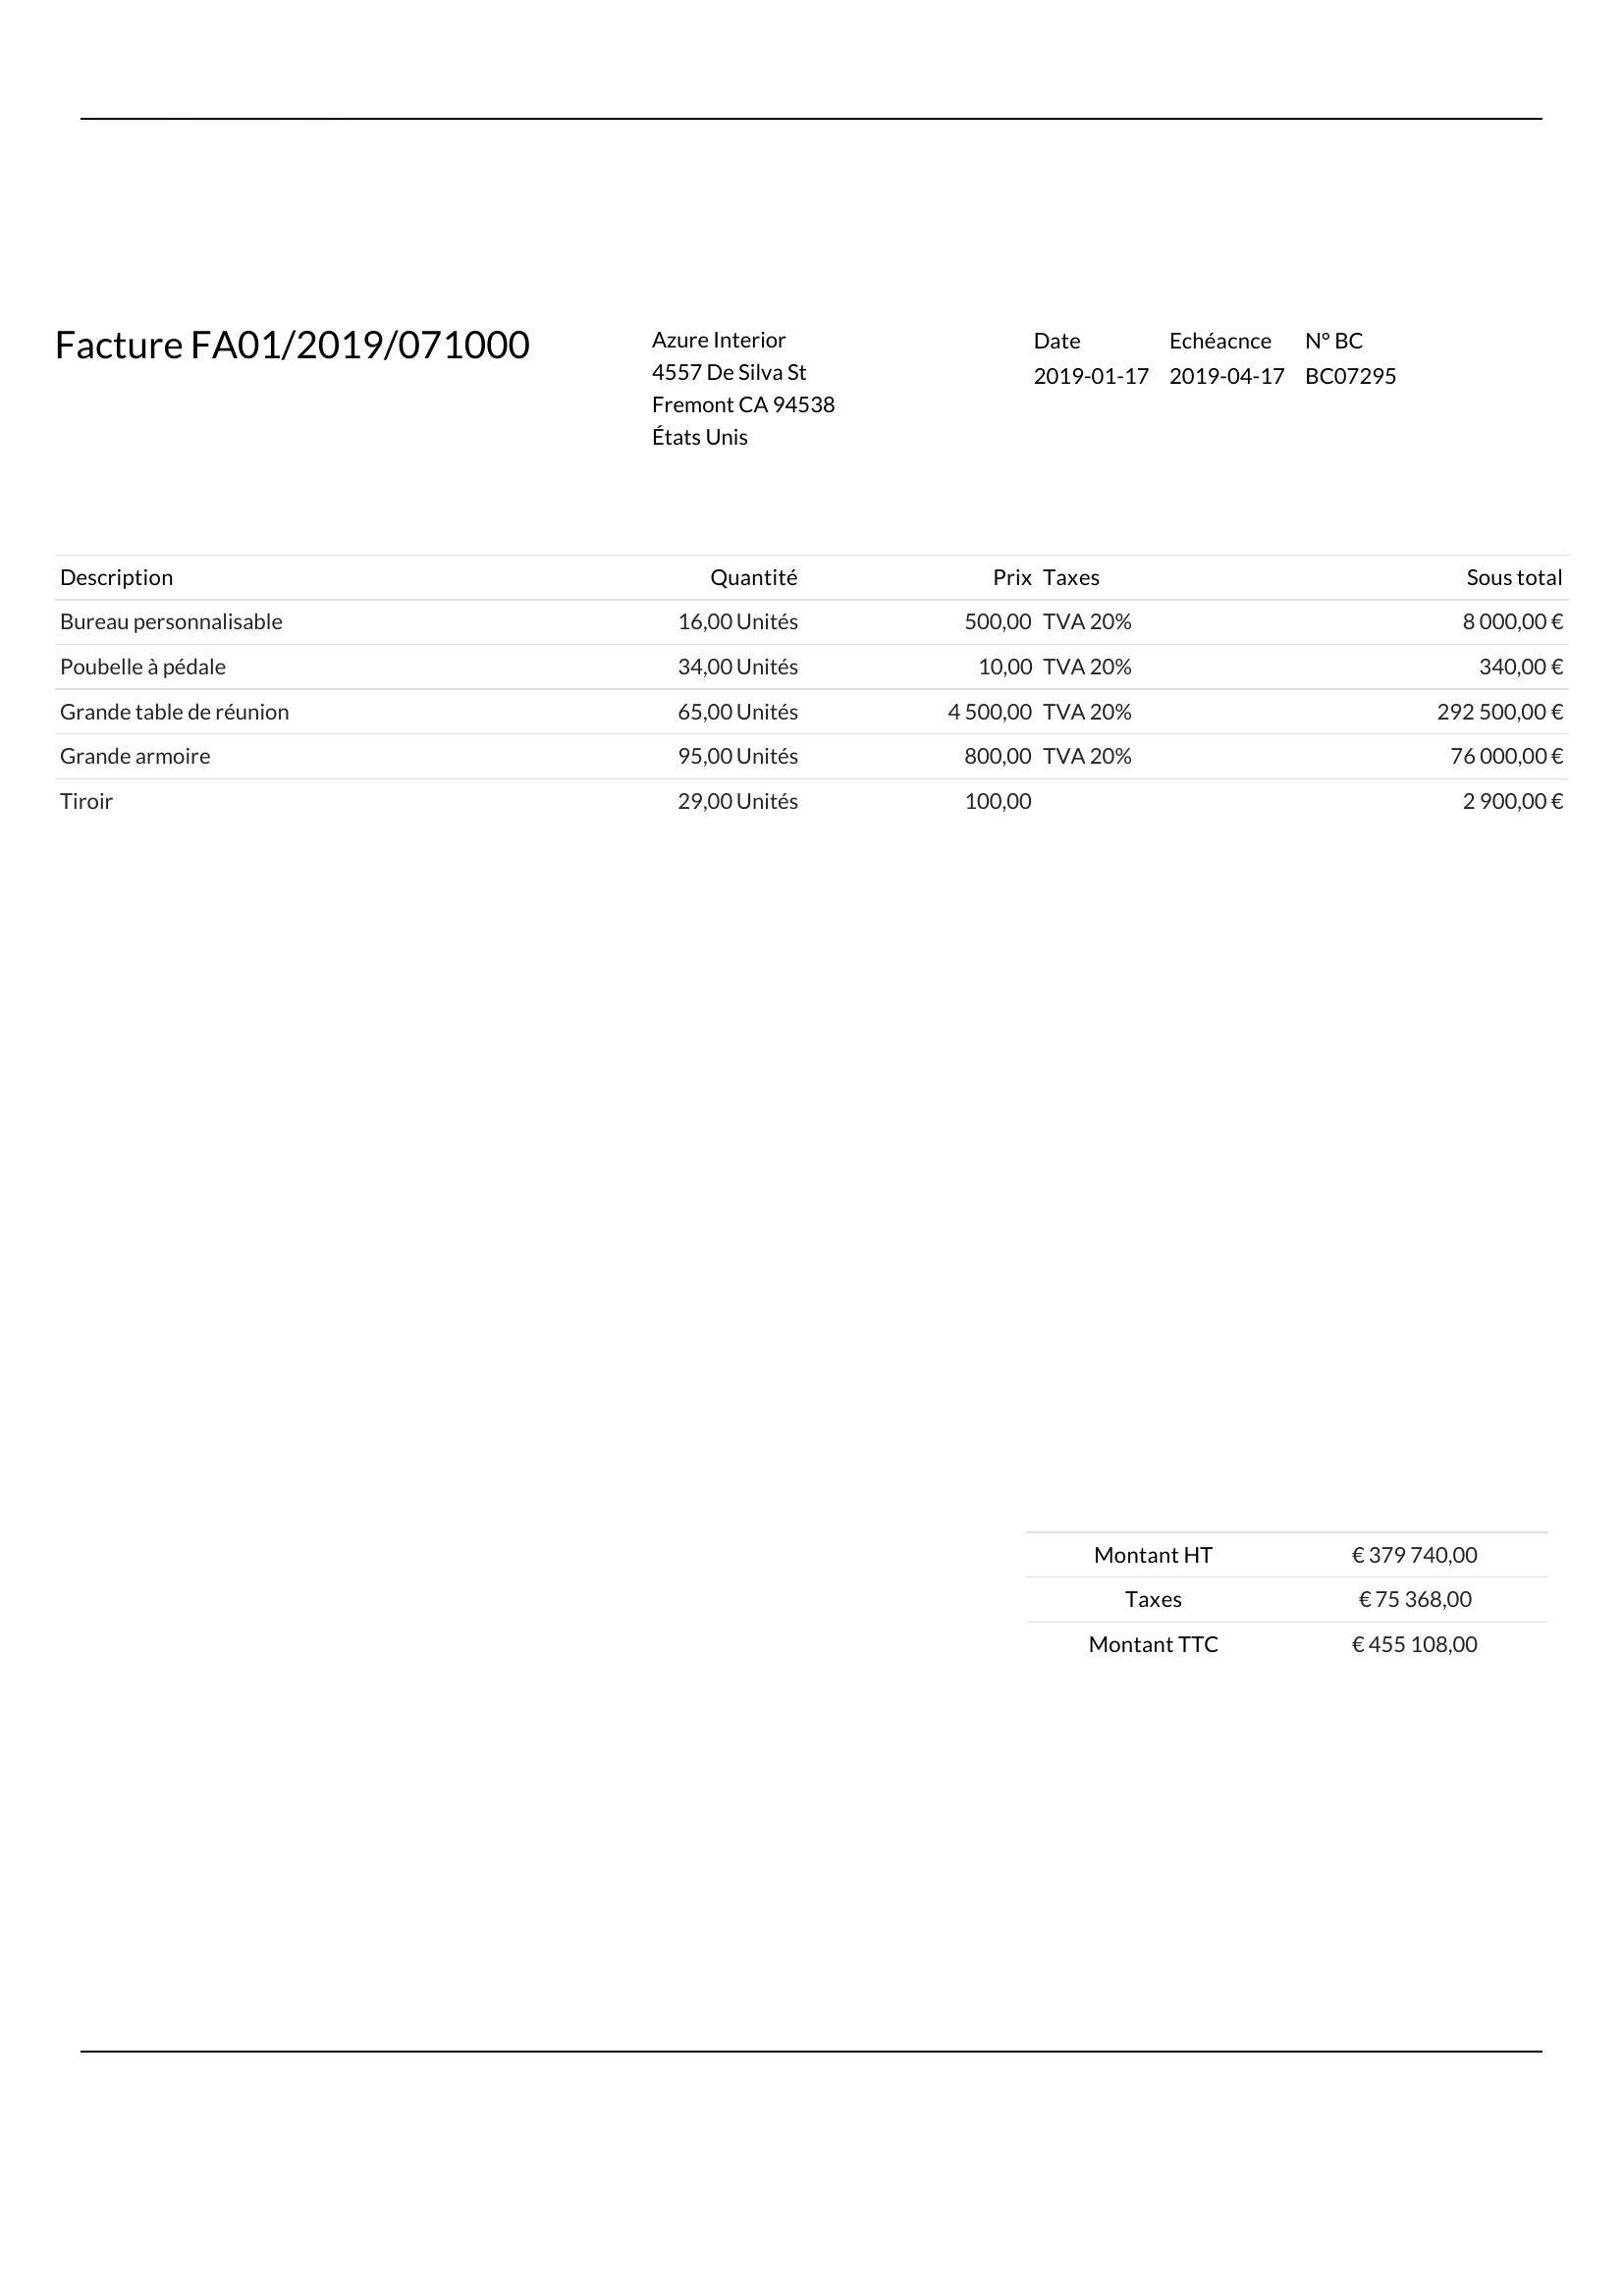 Facture FA01/2019/071000
Azure Interior
4557 De Silva St
Fremont CA 94538
États Unis
Date Echéacnce N° BC
2019-01-17 2019-04-17 BC07295
Description Quantité Prix Taxes Sous total
Bureau personnalisable 16,00 Unités 500,00 TVA 20% 8 000,00 €
Poubelle à pédale 34,00 Unités 10,00 TVA 20% 340,00 €
Grande table de réunion 65,00 Unités 4 500,00 TVA 20% 292 500,00 €
Grande armoire 95,00 Unités 800,00 TVA 20% 76 000,00 €
Tiroir 29,00 Unités 100,00 2 900,00 €
Montant HT € 379 740,00
Taxes € 75 368,00
Montant TTC € 455 108,00